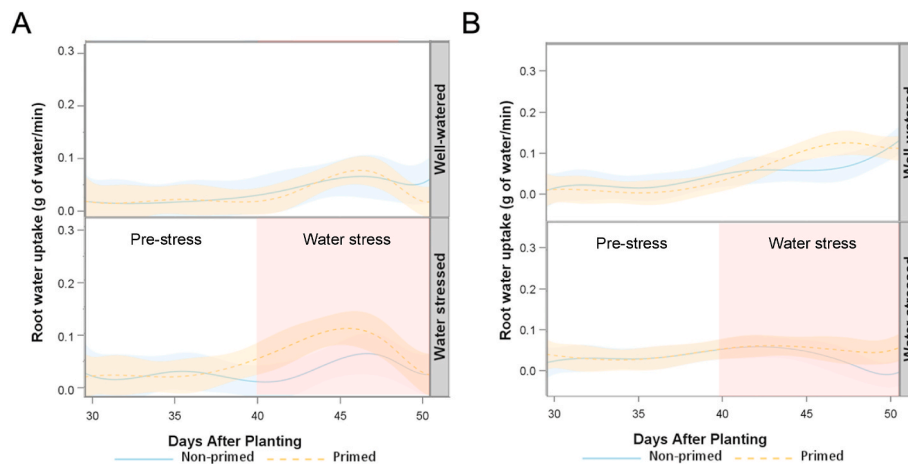 A
B
Root water uptake (g of water/min)
0.3
0.2
0.1
0.0
Well-watered
0.3
0.2
0.1
0.0
Pre-stress
Water stress
Water stressed
30
35
40
45
50
Days After Planting
Non-primed
Primed
Root water uptake (g of water/min)
0.3
0.2
0.1
0.0
0.3
0.2
0.1
0.0
Pre-stress
Water stress
30
35
40
45
50
Days After Planting
Non-primed
Primed